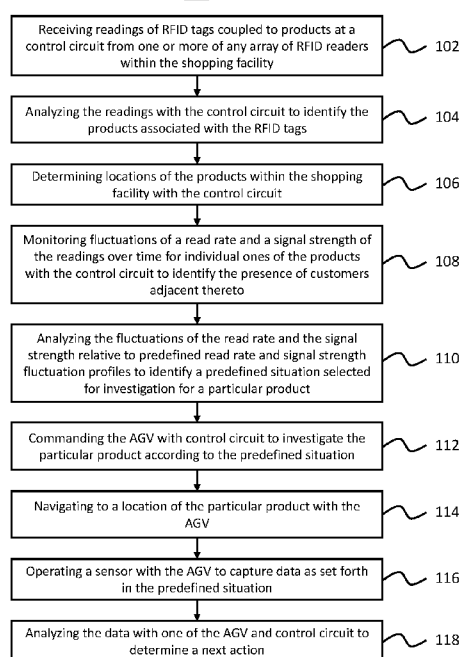 Receiving readings of RFID tags coupled to products at a
control circuit from one or more of any array of RFID readers
within the shopping facility
102
Analyzing the readings with the control circuit to identify the
products associated with the RFID tags
104
Determining locations of the products within the shopping
facility with the control circuit
106
Monitoring fluctuations of a read rate and a signal strength of
the readings over time for individual ones of the products
with the control circuit to identify the presence of customers
adjacent thereto
108
Analyzing the fluctuations of the read rate and the signal
strength relative to predefined read rate and signal strength
fluctuation profiles to identify a predefined situation selected
for investigation for a particular product
110
Commanding the AGV with control circuit to investigate the
particular product according to the predefined situation
112
Navigating to a location of the particular product with the
AGV
114
Operating a sensor with the AGV to capture data as set forth
in the predefined situation
116
Analyzing the data with one of the AGV and control circuit to
determine a next action
118